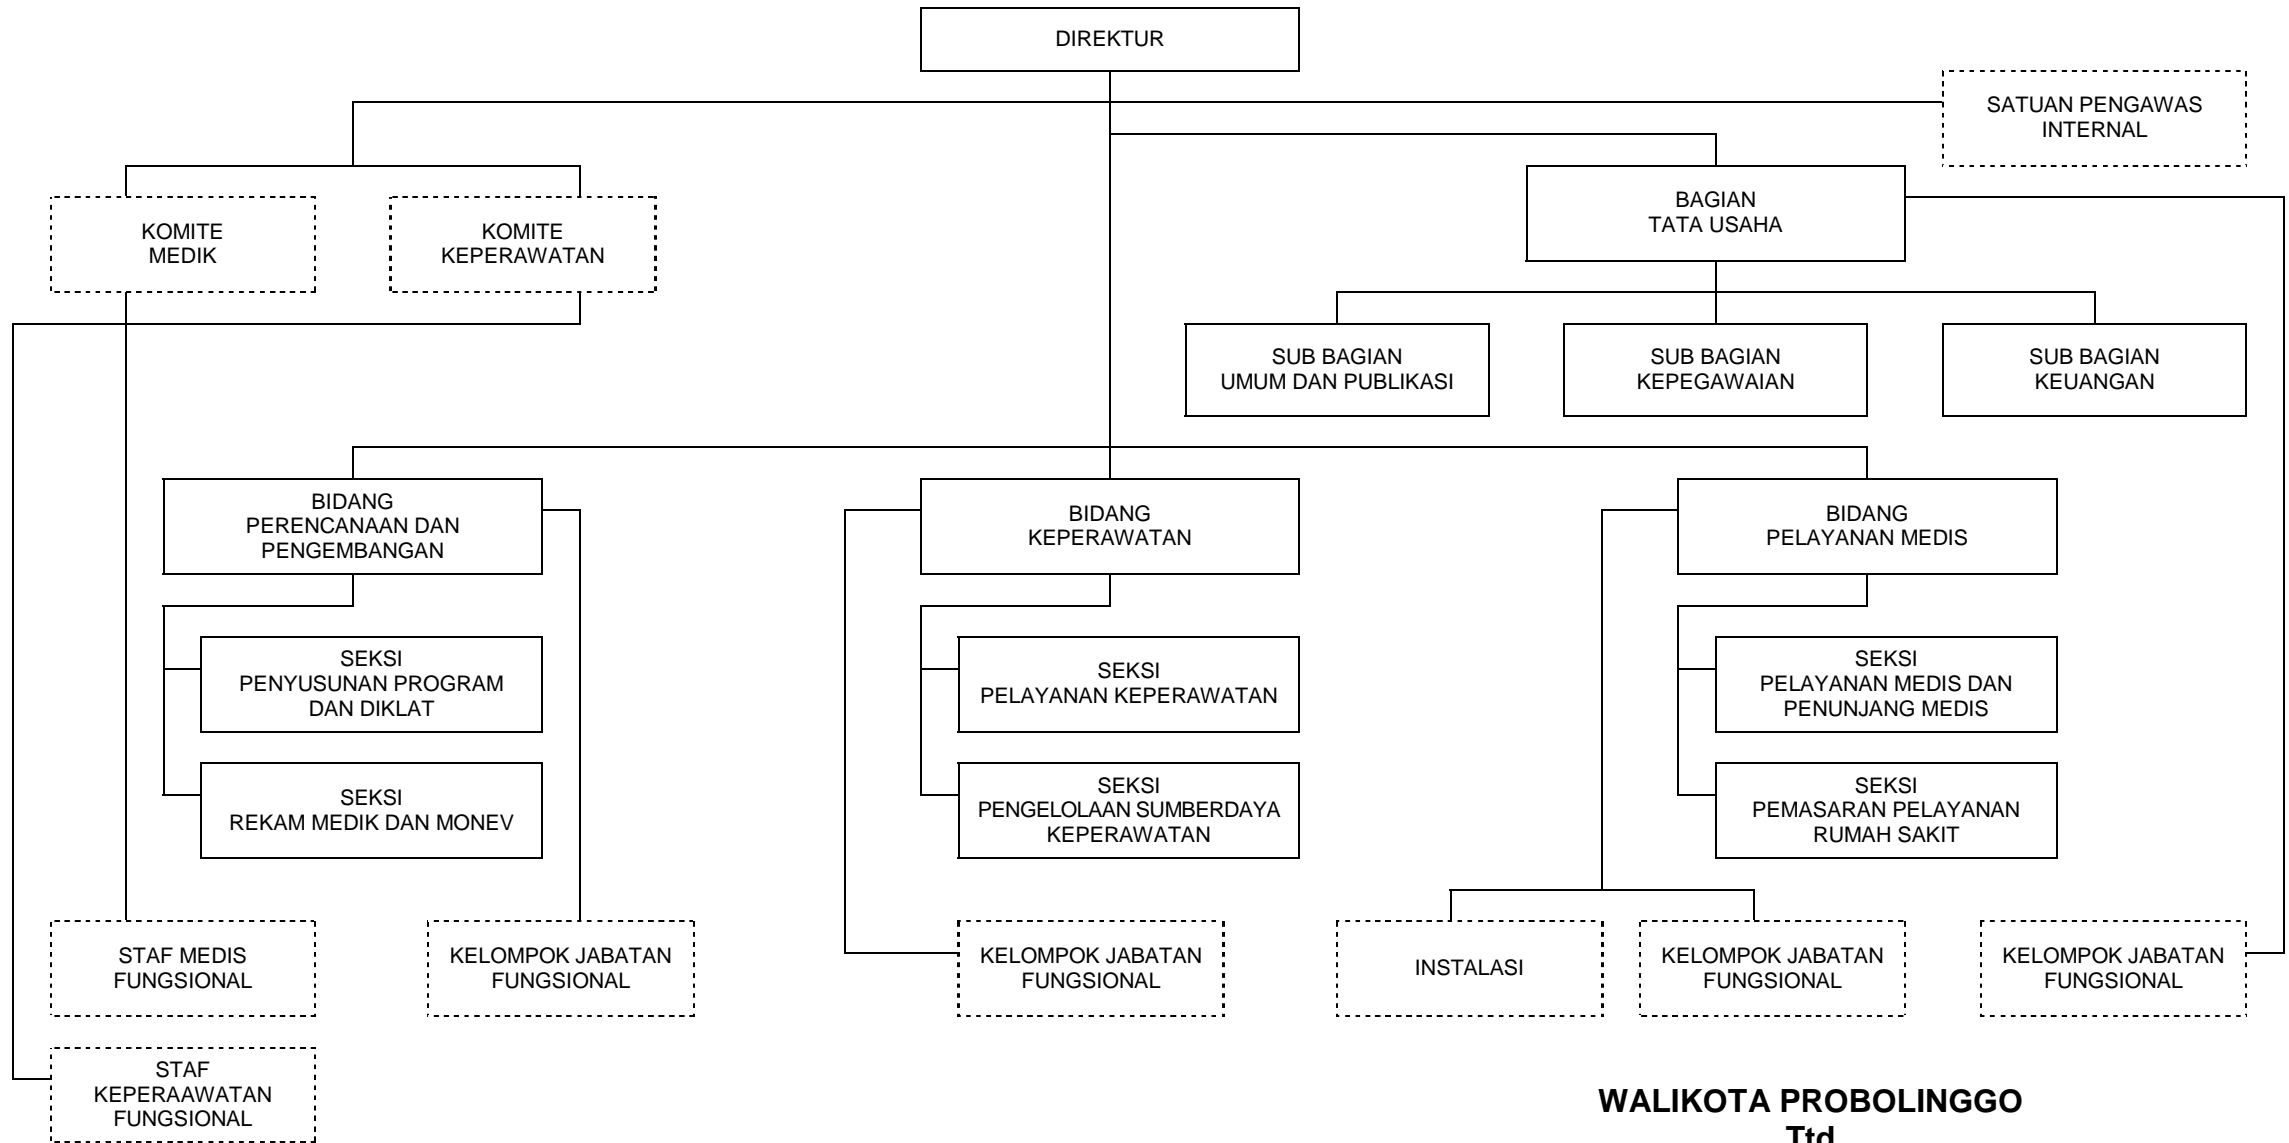 DIREKTUR
SATUAN PENGAWAS
INTERNAL
KOMITE
MEDIK
KOMITE
KEPERAWATAN
BAGIAN
TATA USAHA
SUB BAGIAN
UMUM DAN PUBLIKASI
SUB BAGIAN
KEPEGAWAIAN
SUB BAGIAN
KEUANGAN
BIDANG
PERENCANAAN DAN
PENGEMBANGAN
BIDANG
KEPERAWATAN
BIDANG
PELAYANAN MEDIS
SEKSI
PENYUSUNAN PROGRAM
DAN DIKLAT
SEKSI
PELAYANAN KEPERAWATAN
SEKSI
PELAYANAN MEDIS DAN
PENUNJANG MEDIS
SEKSI
REKAM MEDIK DAN MONEV
SEKSI
PENGELOLAAN SUMBERDAYA
KEPERAWATAN
SEKSI
PEMASARAN PELAYANAN
RUMAH SAKIT
STAF MEDIS
FUNGSIONAL
KELOMPOK JABATAN
FUNGSIONAL
KELOMPOK JABATAN
FUNGSIONAL
INSTALASI
KELOMPOK JABATAN
FUNGSIONAL
KELOMPOK JABATAN
FUNGSIONAL
STAF
KEPERAAWATAN
FUNGSIONAL
WALIKOTA PROBOLINGGO
Ttd